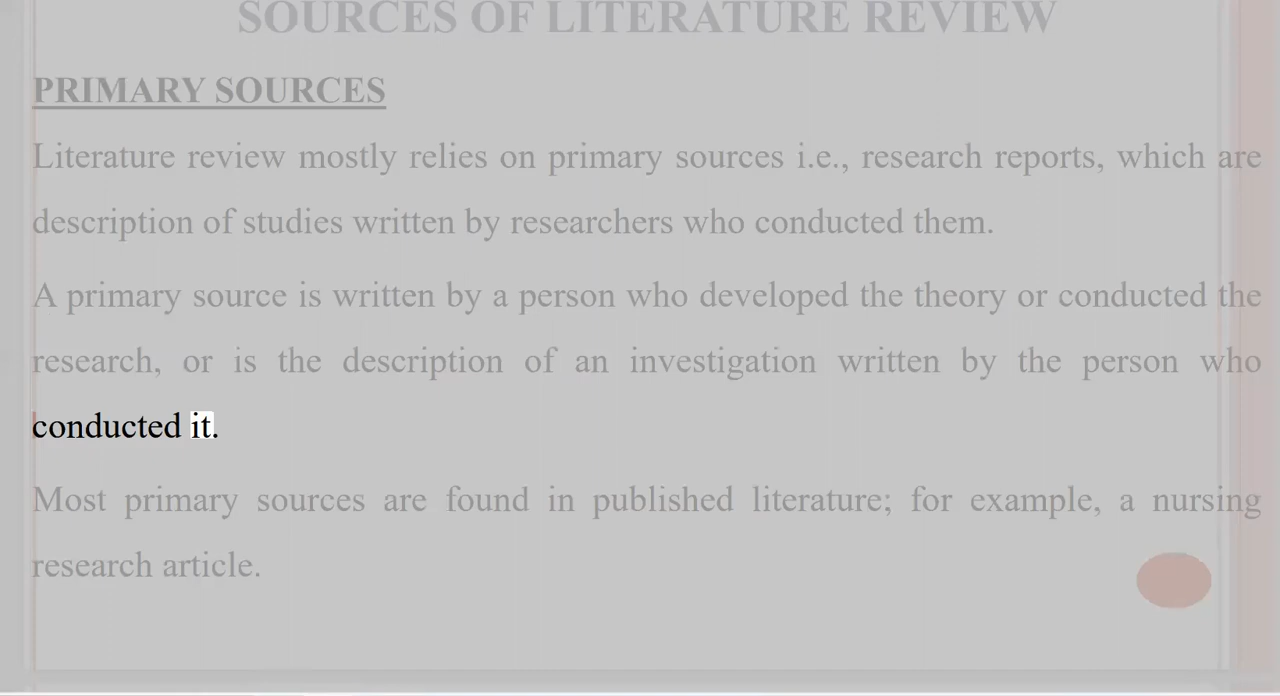 SOURCES OF LITERATURE REVIEW
PRIMARY SOURCES
Literature review mostly relies on primary sources i.e., research reports, which are
description of studies written by researchers who conducted them.
A primary source is written by a person who developed the theory or conducted the
research, or is the description of an investigation written by the person who
conducted it.
Most primary sources are found in published literature; for example, a nursing
research article.